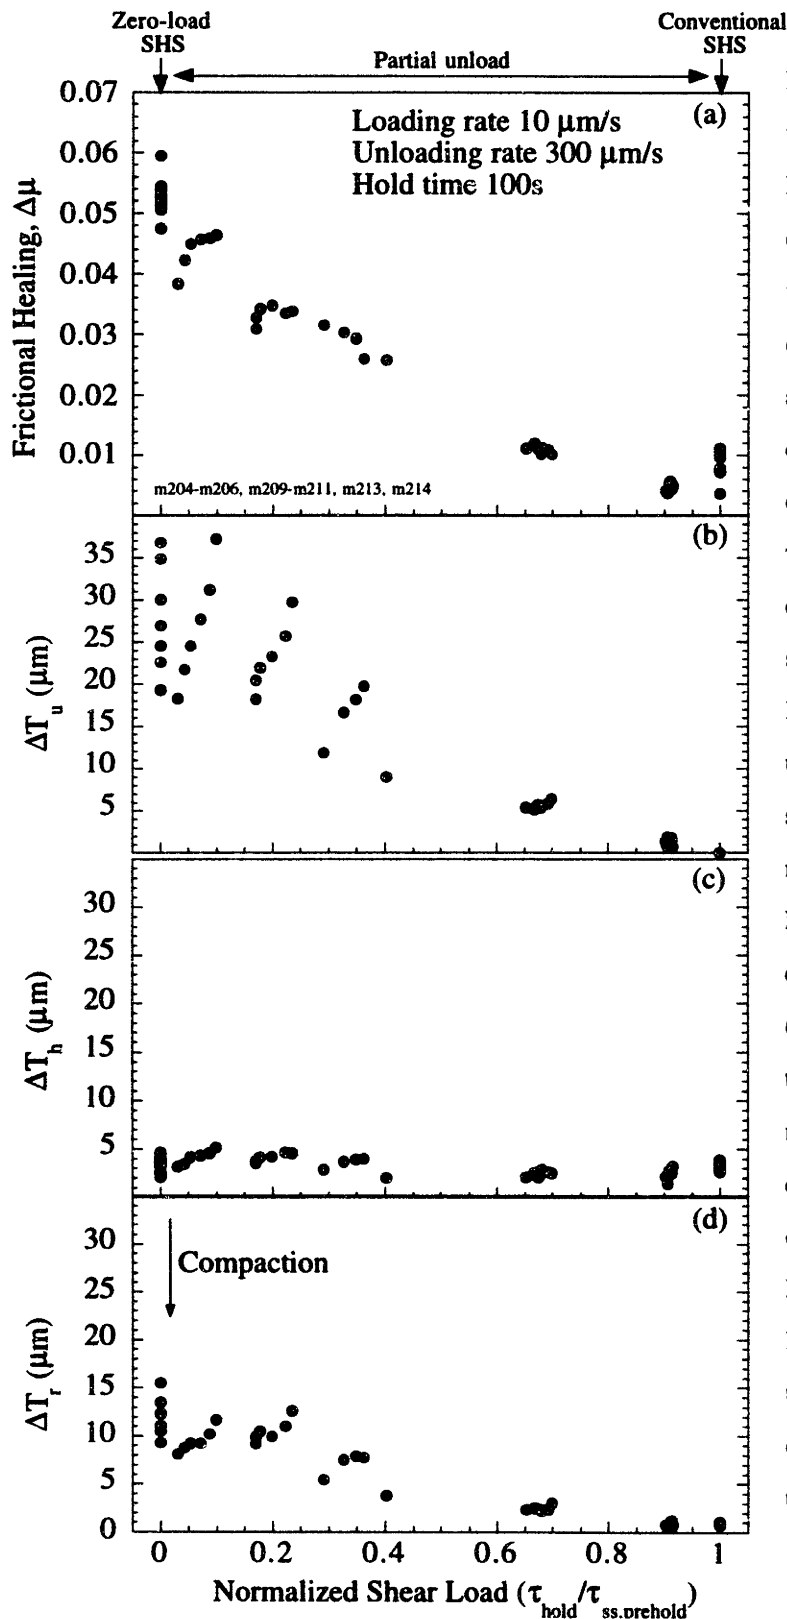 Zero-load Conventional
SHS SHS
Partial unload
0.07
(a)
Loading rate 10 μm/s
Unloading rate 300 μm/s
Hold time 100s
0.06
0.05
0.04
0.03
0.02
0.01
Frictional Healing, Δμ
m204-m206, m209-m211, m213, m214
(b)
35
30
25
20
15
10
5
ΔT_u (μm)
(c)
30
25
20
15
10
5
ΔT_h (μm)
(d)
Compaction
30
25
20
15
10
5
0
ΔT_r (μm)
0 0.2 0.4 0.6 0.8 1
Normalized Shear Load (τ_hold/τ_ss,prehold)